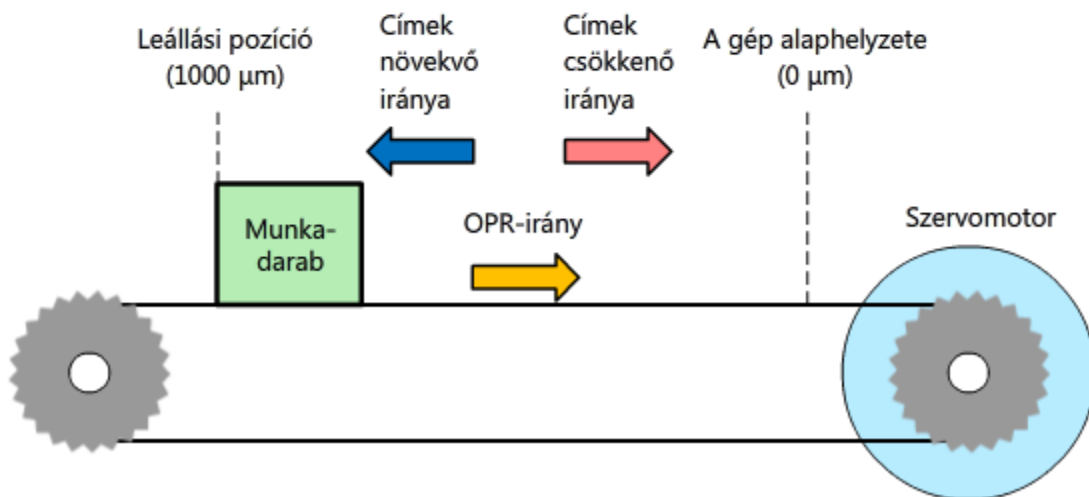 Leállási pozíció
(1000 µm)
Címek
növekvő
iránya
Címek
csökkenő
iránya
A gép alaphelyzete
(0 µm)
Munka-
darab
OPR-irány
Szervomotor